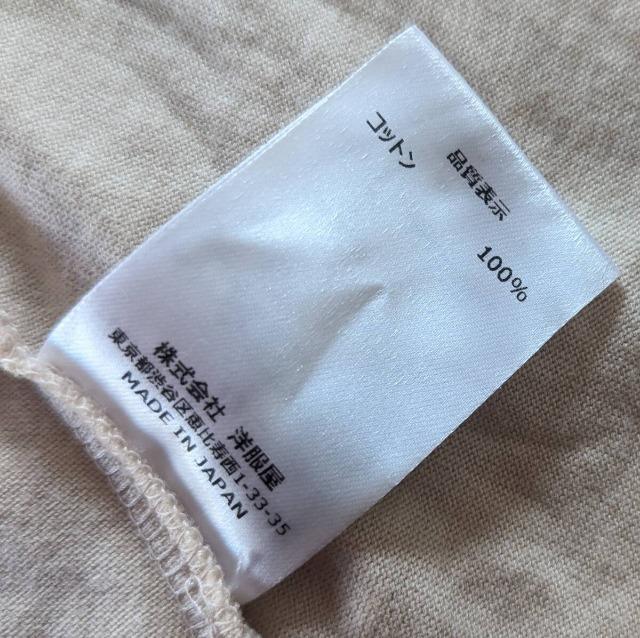 品質表示
コットン 100%
株式会社 洋服屋
東京都渋谷区恵比寿西1-33-35
MADE IN JAPAN